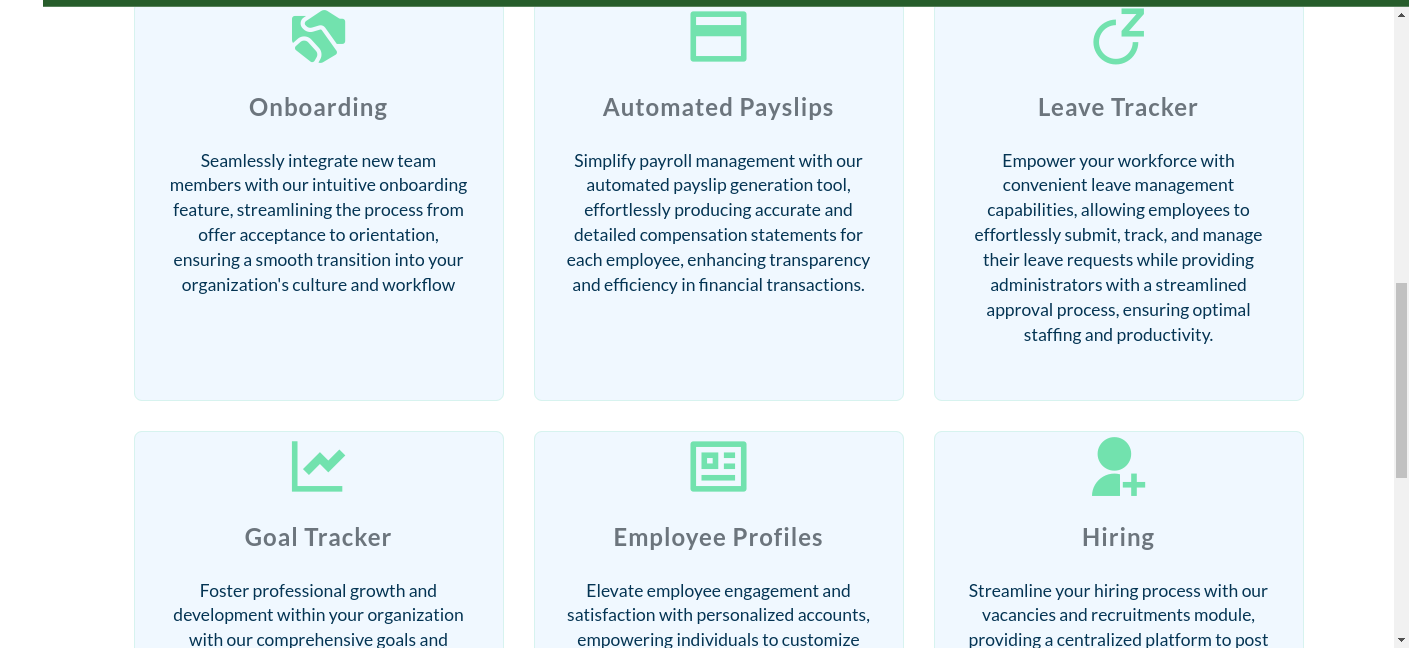 Onboarding
Seamlessly integrate new team
members with our intuitive onboarding
feature, streamlining the process from
offer acceptance to orientation,
ensuring a smooth transition into your
organization's culture and workflow
Automated Payslips
Simplify payroll management with our
automated payslip generation tool,
effortlessly producing accurate and
detailed compensation statements for
each employee, enhancing transparency
and efficiency in financial transactions.
Leave Tracker
Empower your workforce with
convenient leave management
capabilities, allowing employees to
effortlessly submit, track, and manage
their leave requests while providing
administrators with a streamlined
approval process, ensuring optimal
staffing and productivity.
Goal Tracker
Foster professional growth and
development within your organization
with our comprehensive goals and
Employee Profiles
Elevate employee engagement and
satisfaction with personalized accounts,
empowering individuals to customize
Hiring
Streamline your hiring process with our
vacancies and recruitments module,
providing a centralized platform to post